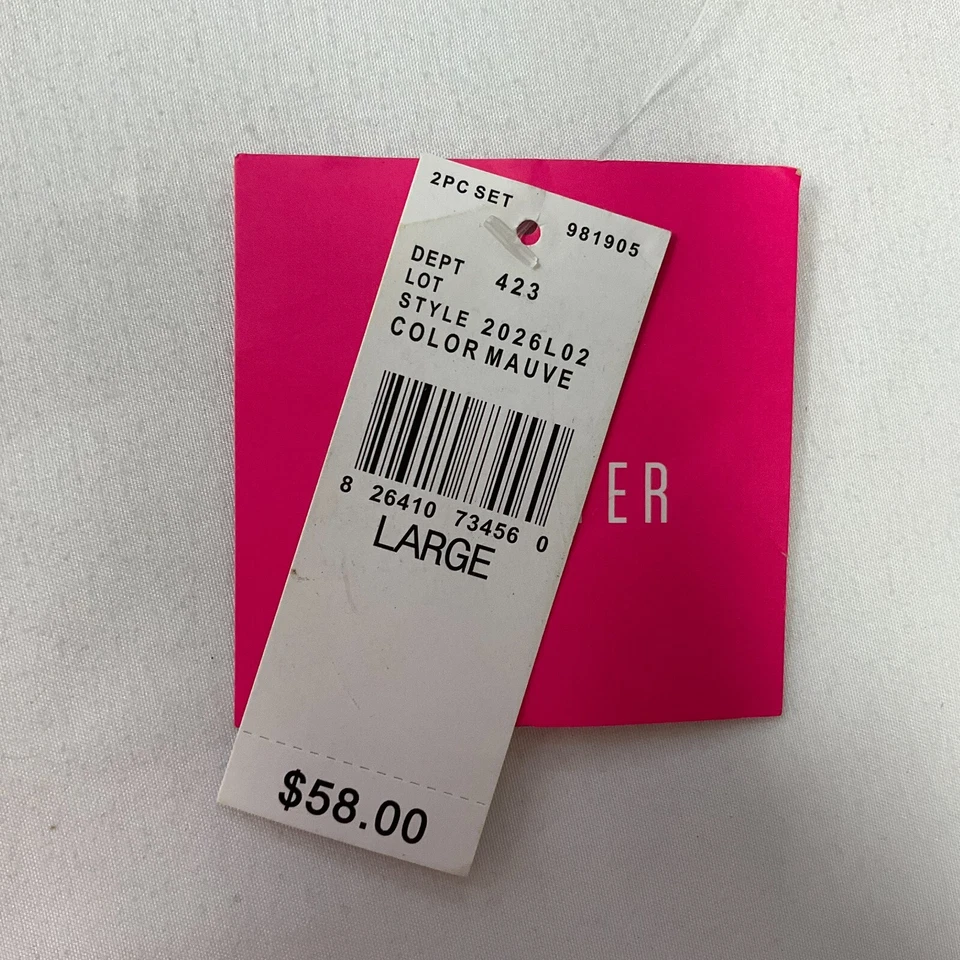 2PC SET 981905
DEPT 423
LOT
STYLE 2026L02
COLOR MAUVE
8 26410 73456 0
LARGE
$58.00
ER